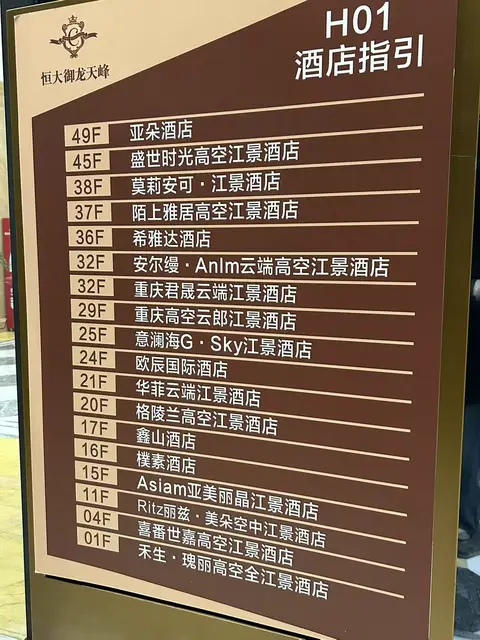 恒大御龙天峰
H01
酒店指引
49F 亚朵酒店
45F 盛世时光高空江景酒店
38F 莫莉安可·江景酒店
37F 陌上雅居高空江景酒店
36F 希雅达酒店
32F 安尔缦·Anlm云端高空江景酒店
32F 重庆君晟云端江景酒店
29F 重庆高空云郎江景酒店
25F 意澜海G·Sky江景酒店
24F 欧辰国际酒店
21F 华菲云端江景酒店
20F 格陵兰高空江景酒店
17F 鑫山酒店
16F 樸素酒店
15F Asiam亚美丽晶江景酒店
11F Ritz丽兹·美朵空中江景酒店
04F 喜番世嘉高空江景酒店
01F 禾生·瑰丽高空全江景酒店